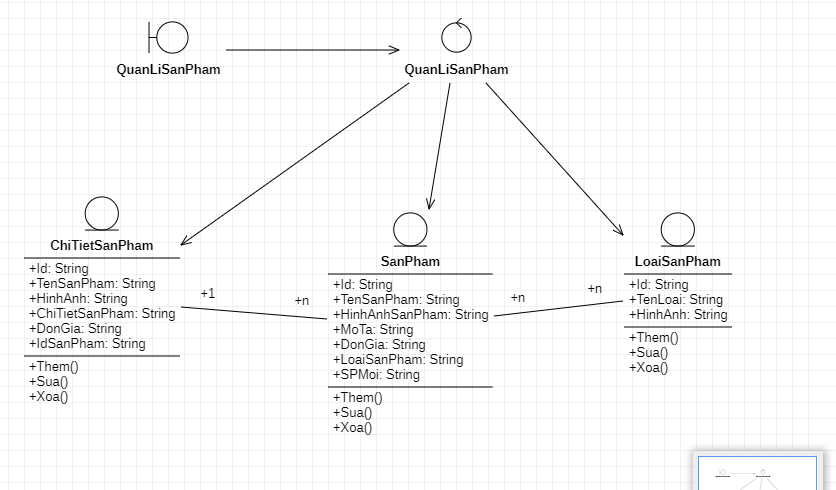 QuanLiSanPham
QuanLiSanPham
ChiTietSanPham
+Id: String
+TenSanPham: String
+HinhAnh: String
+ChiTietSanPham: String
+DonGia: String
+IdSanPham: String
+Them()
+Sua()
+Xoa()
+1
+n
SanPham
+Id: String
+TenSanPham: String
+HinhAnhSanPham: String
+MoTa: String
+DonGia: String
+LoaiSanPham: String
+SPMoi: String
+Them()
+Sua()
+Xoa()
+n
+n
LoaiSanPham
+Id: String
+TenLoai: String
+HinhAnh: String
+Them()
+Sua()
+Xoa()